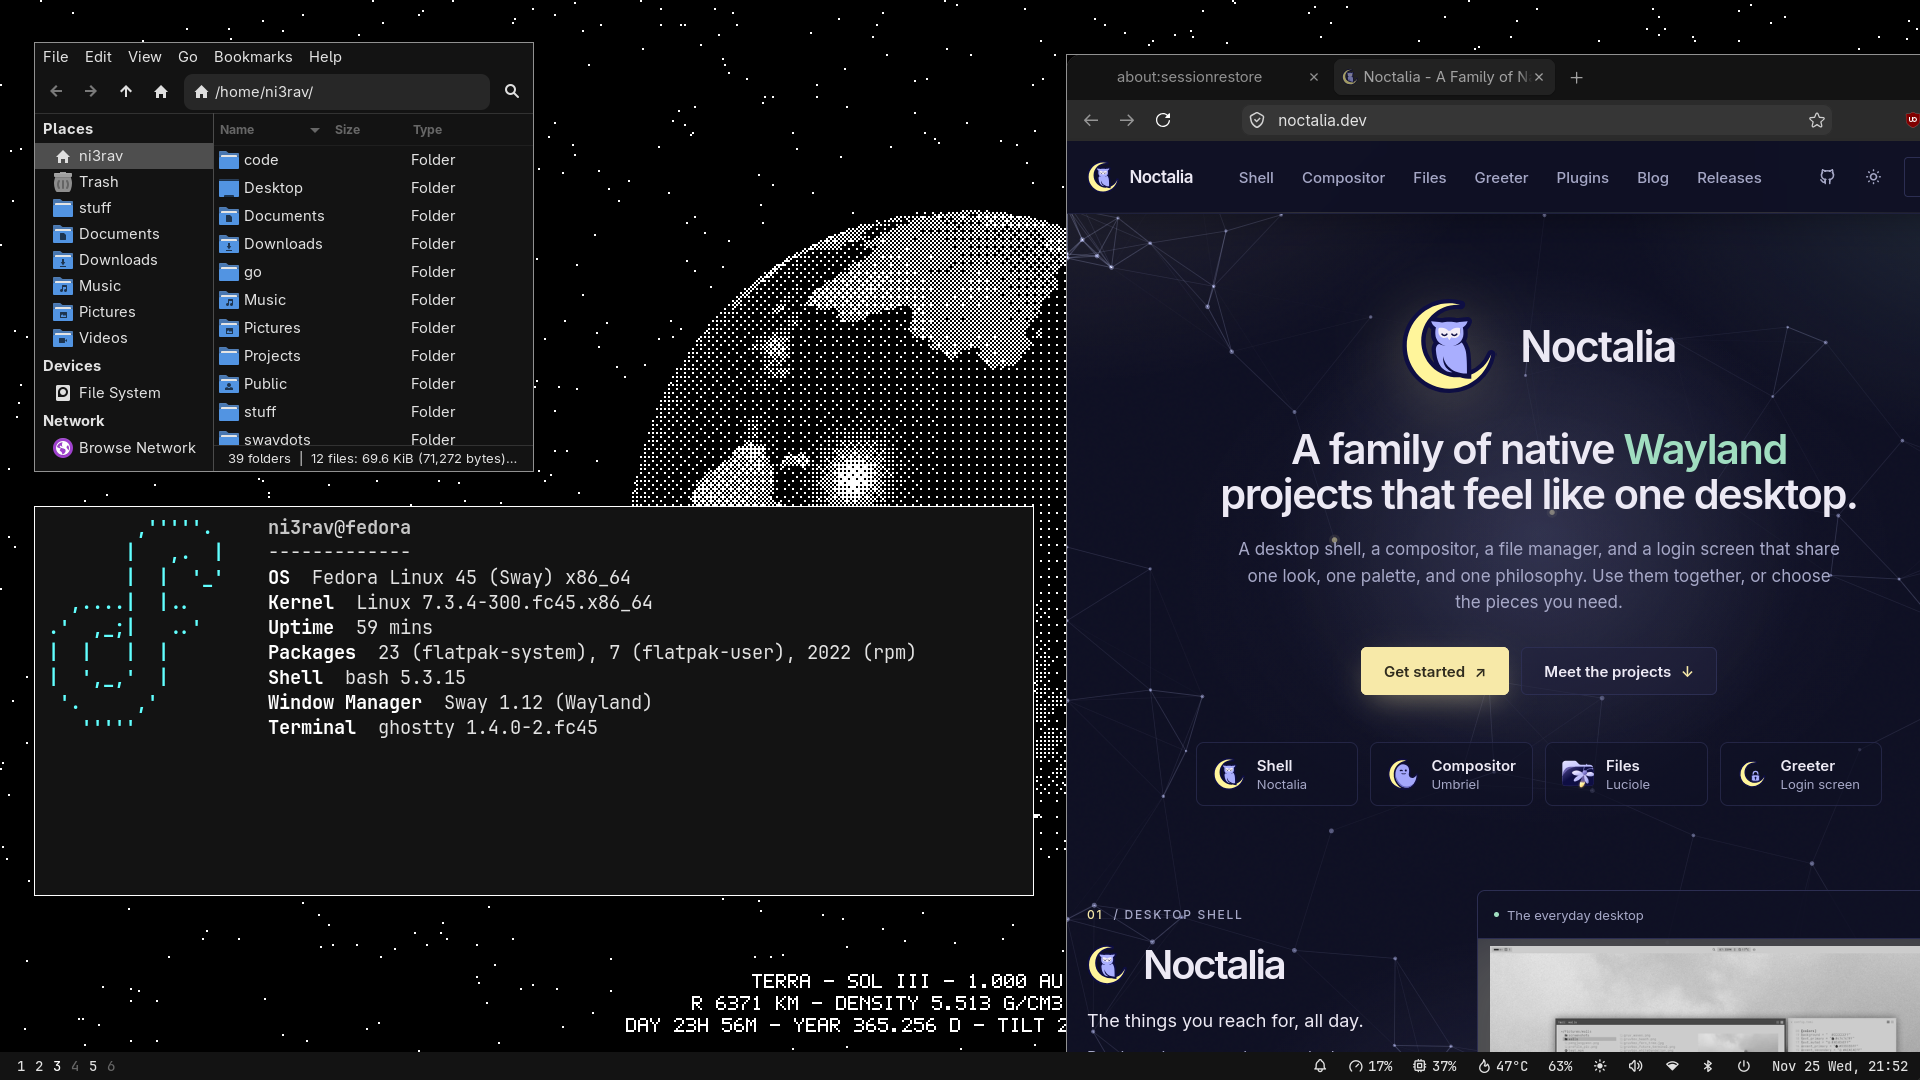 File Edit View Go Bookmarks Help
/home/ni3rav/
Places
ni3rav
Trash
stuff
Documents
Downloads
Music
Pictures
Videos
Devices
File System
Network
Browse Network
Name Size Type
code Folder
Desktop Folder
Documents Folder
Downloads Folder
go Folder
Music Folder
Pictures Folder
Projects Folder
Public Folder
stuff Folder
swaydots Folder
39 folders | 12 files: 69.6 KiB (71,272 bytes)...
ni3rav@fedora
-------------
OS Fedora Linux 45 (Sway) x86_64
Kernel Linux 7.3.4-300.fc45.x86_64
Uptime 59 mins
Packages 23 (flatpak-system), 7 (flatpak-user), 2022 (rpm)
Shell bash 5.3.15
Window Manager Sway 1.12 (Wayland)
Terminal ghostty 1.4.0-2.fc45
TERRA - SOL III - 1.000 AU
R 6371 KM - DENSITY 5.513 G/CM3
DAY 23H 56M - YEAR 365.256 D - TILT 2
about:sessionrestore
Noctalia - A Family of N
noctalia.dev
Noctalia Shell Compositor Files Greeter Plugins Blog Releases
Noctalia
A family of native Wayland
projects that feel like one desktop.
A desktop shell, a compositor, a file manager, and a login screen that share
one look, one palette, and one philosophy. Use them together, or choose
the pieces you need.
Get started
Meet the projects
Shell
Noctalia
Compositor
Umbriel
Files
Luciole
Greeter
Login screen
01 / DESKTOP SHELL
Noctalia
The things you reach for, all day.
The everyday desktop
1 2 3 4 5 6
17% 37% 47°C 63% Nov 25 Wed, 21:52